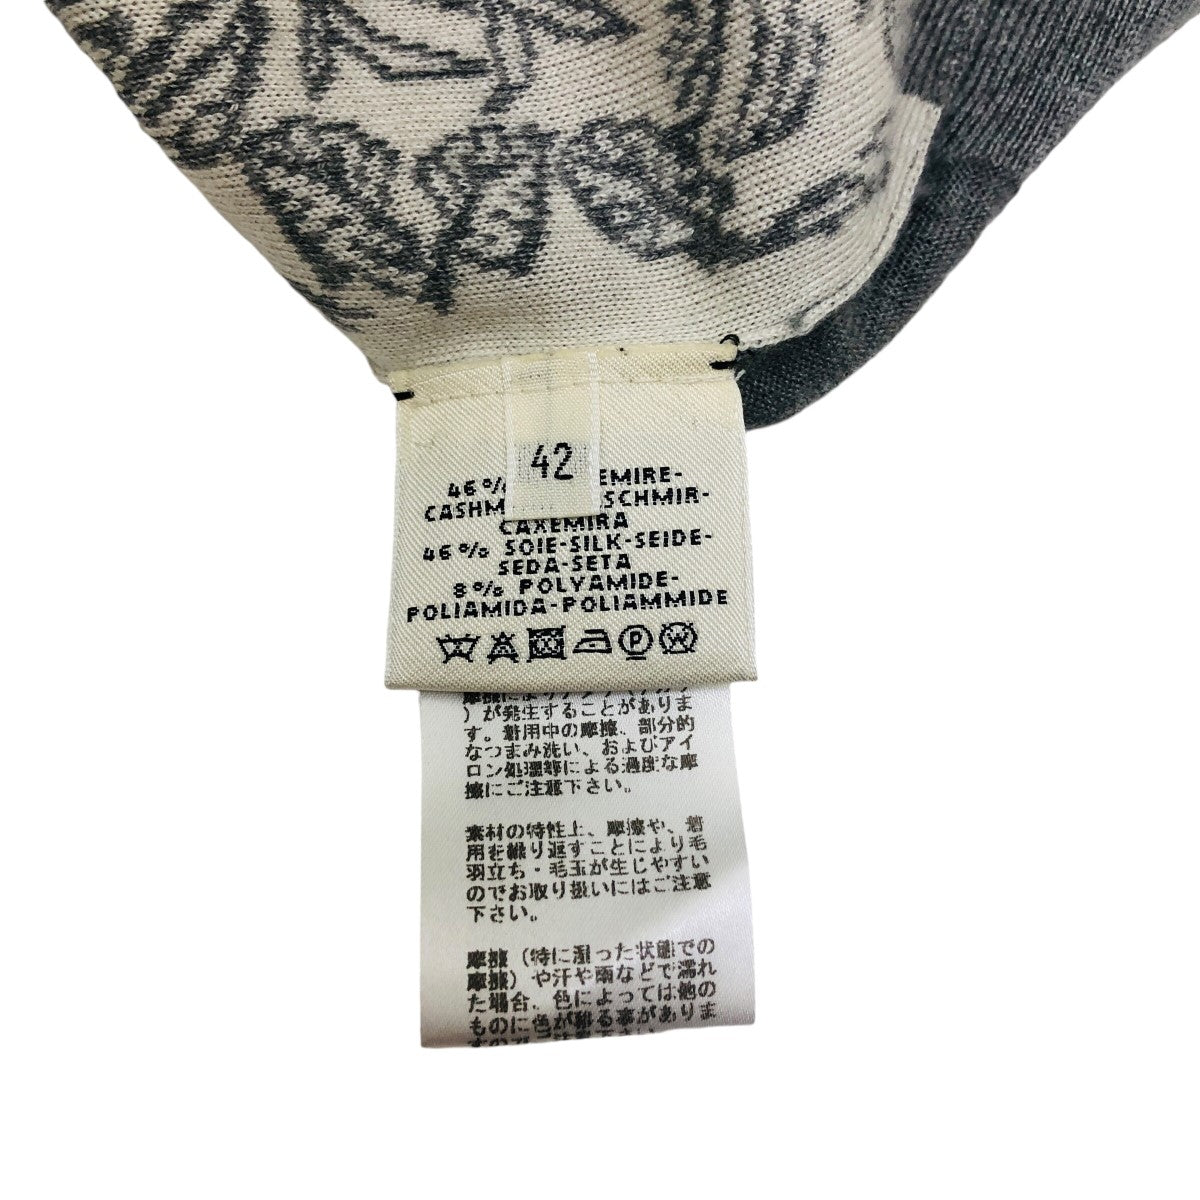 42
46% EMIRE-
CASHM SCHMIR-
CAXEMIRA
46% SOIE-SILK-SEIDE-
SEDA-SETA
8% POLYAMIDE-
POLIAMIDA-POLIAMMIDE
P W
)が発生することがありま
す。着用中の摩擦、部分的
なつまみ洗い、およびアイ
ロン処理等による過度な摩
擦にご注意下さい。
素材の特性上、摩擦や、着
用を繰り返すことにより毛
羽立ち・毛玉が生じやすい
のでお取り扱いにはご注意
下さい。
摩擦(特に湿った状態での
摩擦)や汗や雨などで濡れ
た場合、色によっては他の
ものに色が移る事がありま